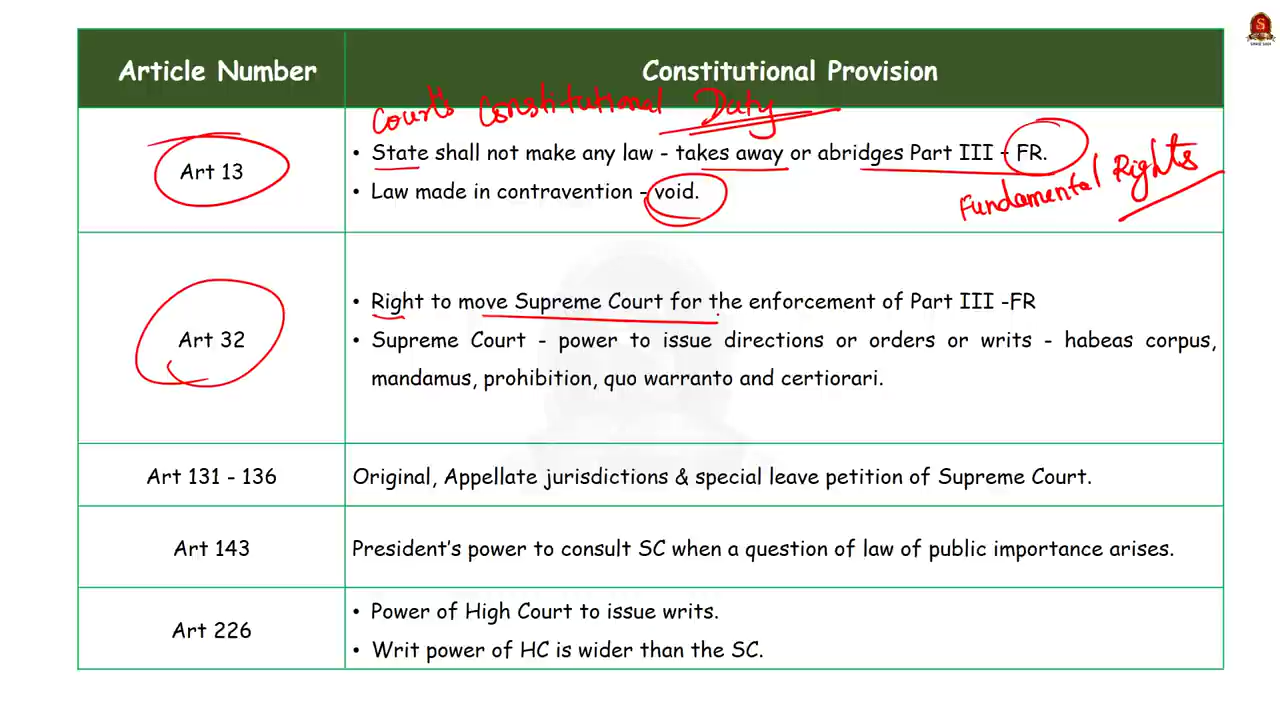 Article Number
Constitutional Provision
Court's Constitutional Duty
Art 13
• State shall not make any law - takes away or abridges Part III - FR.
Fundamental Rights
• Law made in contravention - void.
Art 32
• Right to move Supreme Court for the enforcement of Part III -FR
• Supreme Court - power to issue directions or orders or writs - habeas corpus,
mandamus, prohibition, quo warranto and certiorari.
Art 131 - 136
Original, Appellate jurisdictions & special leave petition of Supreme Court.
Art 143
President's power to consult SC when a question of law of public importance arises.
Art 226
• Power of High Court to issue writs.
• Writ power of HC is wider than the SC.